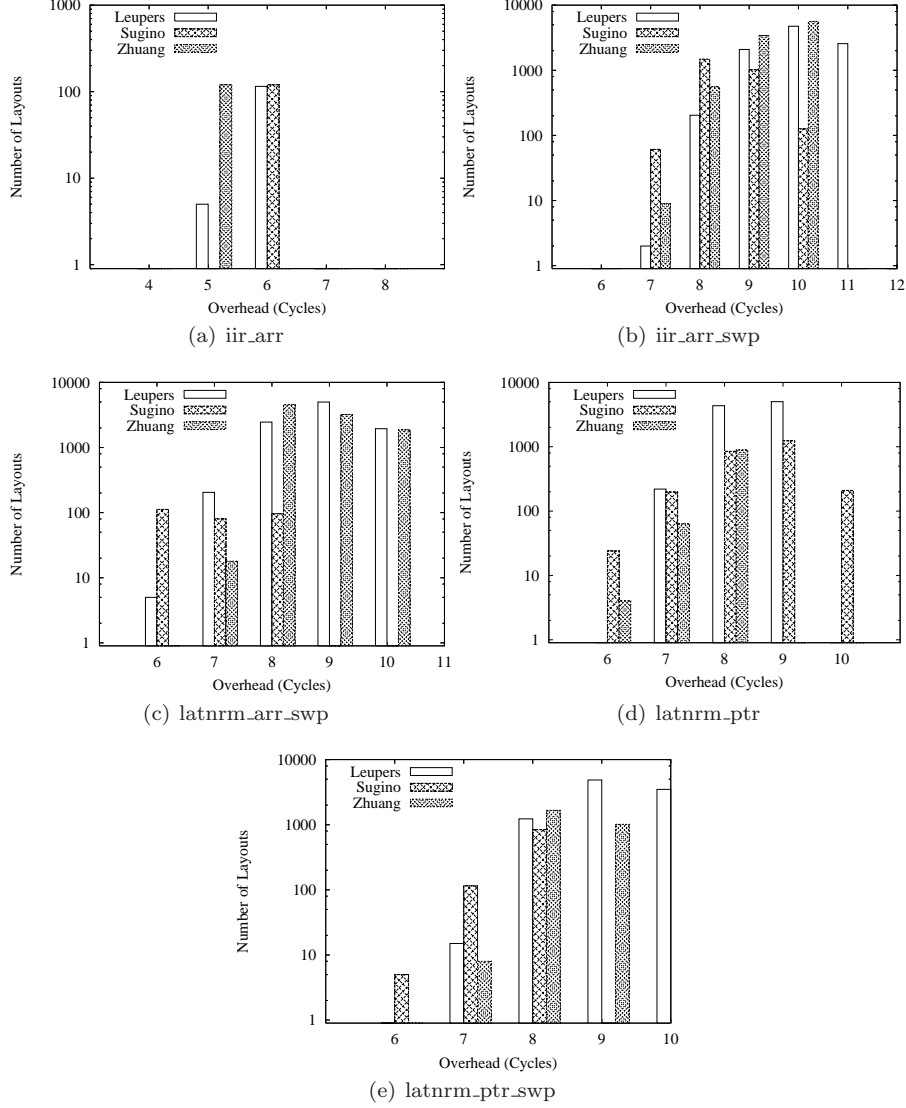 1000
100
10
1
Number of Layouts
Leupers
Sugino
Zhuang
4 5 6 7 8
Overhead (Cycles)
(a) iir_arr
10000
1000
100
10
1
Number of Layouts
Leupers
Sugino
Zhuang
6 7 8 9 10 11 12
Overhead (Cycles)
(b) iir_arr_swp
10000
1000
100
10
1
Number of Layouts
Leupers
Sugino
Zhuang
6 7 8 9 10 11
Overhead (Cycles)
(c) latnrm_arr_swp
10000
1000
100
10
1
Number of Layouts
Leupers
Sugino
Zhuang
6 7 8 9 10
Overhead (Cycles)
(d) latnrm_ptr
10000
1000
100
10
1
Number of Layouts
Leupers
Sugino
Zhuang
6 7 8 9 10
Overhead (Cycles)
(e) latnrm_ptr_swp